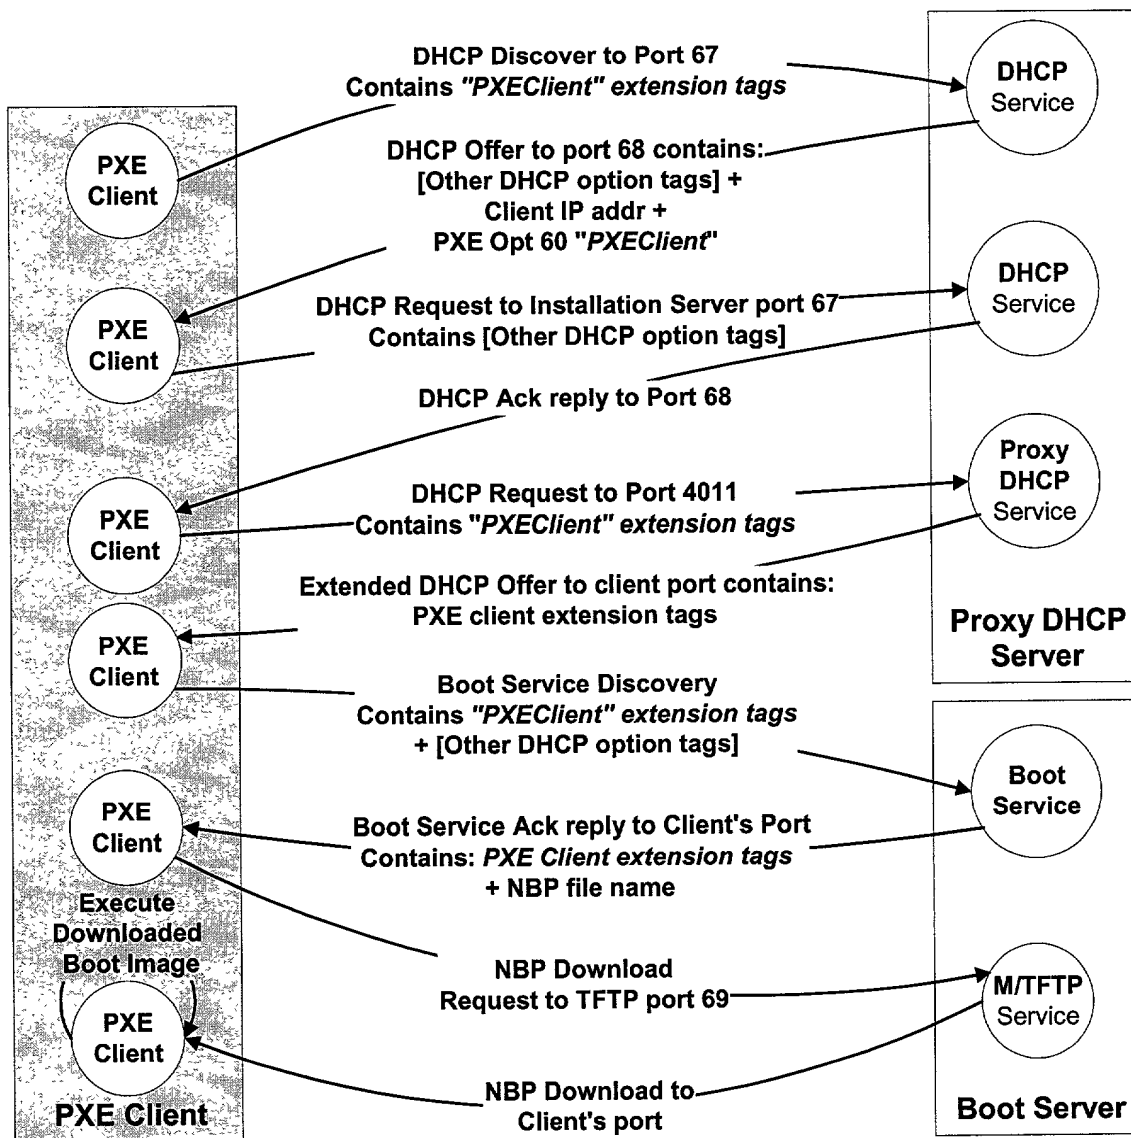 DHCP Discover to Port 67
Contains "PXEClient" extension tags
DHCP
Service
PXE
Client
DHCP Offer to port 68 contains:
[Other DHCP option tags] +
Client IP addr +
PXE Opt 60 "PXEClient"
DHCP
Service
PXE
Client
DHCP Request to Installation Server port 67
Contains [Other DHCP option tags]
DHCP Ack reply to Port 68
Proxy
DHCP
Service
PXE
Client
DHCP Request to Port 4011
Contains "PXEClient" extension tags
Extended DHCP Offer to client port contains:
PXE client extension tags
PXE
Client
Proxy DHCP
Server
Boot Service Discovery
Contains "PXEClient" extension tags
+ [Other DHCP option tags]
Boot
Service
PXE
Client
Boot Service Ack reply to Client's Port
Contains: PXE Client extension tags
+ NBP file name
Execute
Downloaded
Boot Image
NBP Download
Request to TFTP port 69
M/TFTP
Service
PXE
Client
NBP Download to
Client's port
PXE Client
Boot Server